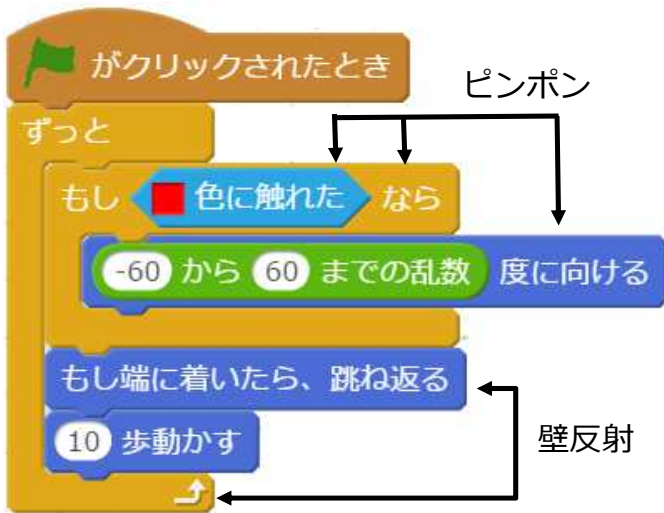 がクリックされたとき
ピンポン
ずっと
もし 色に触れた なら
-60 から 60 までの乱数 度に向ける
もし端に着いたら、跳ね返る
10 歩動かす
壁反射